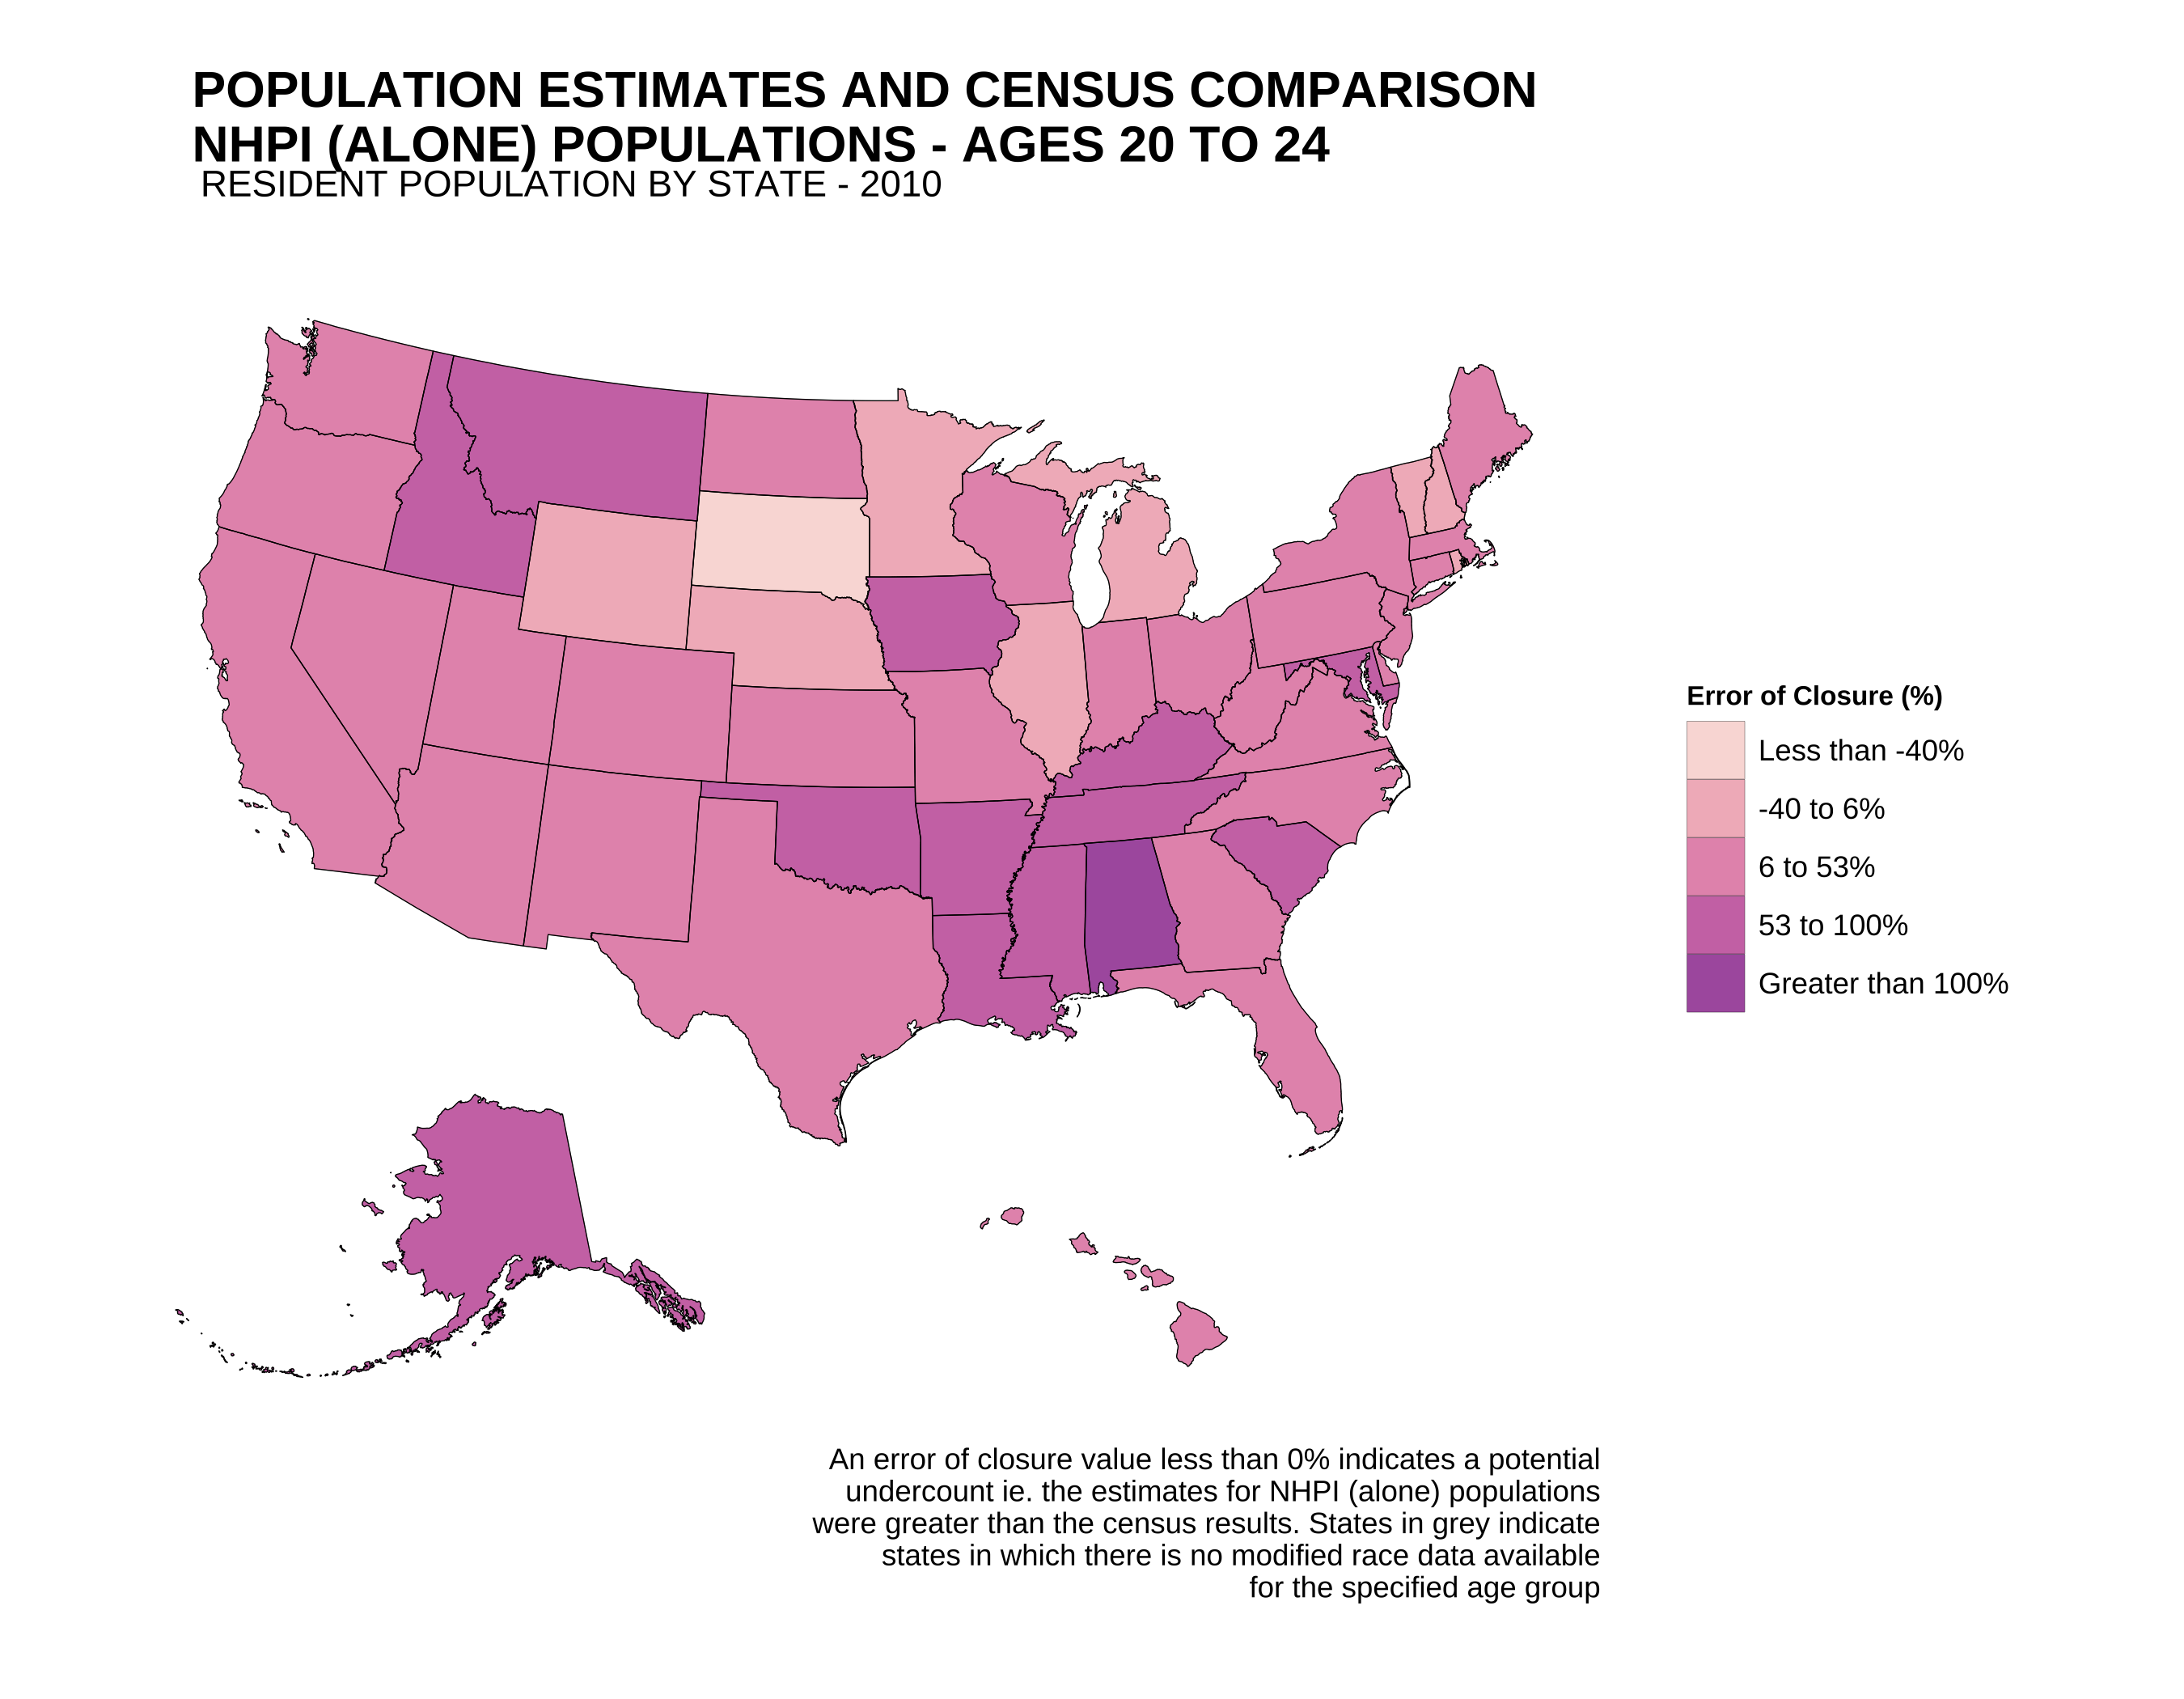 POPULATION ESTIMATES AND CENSUS COMPARISON
NHPI (ALONE) POPULATIONS - AGES 20 TO 24
RESIDENT POPULATION BY STATE - 2010
Error of Closure (%)
Less than -40%
-40 to 6%
6 to 53%
53 to 100%
Greater than 100%
An error of closure value less than 0% indicates a potential
undercount ie. the estimates for NHPI (alone) populations
were greater than the census results. States in grey indicate
states in which there is no modified race data available
for the specified age group